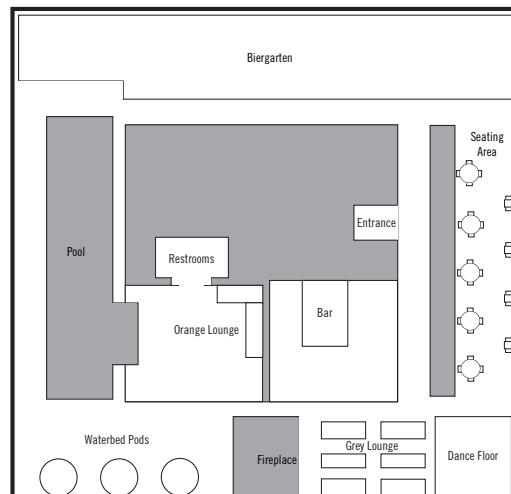 Biergarten
Seating
Area
Entrance
Restrooms
Pool
Bar
Orange Lounge
Waterbed Pods
Grey Lounge
Fireplace
Dance Floor